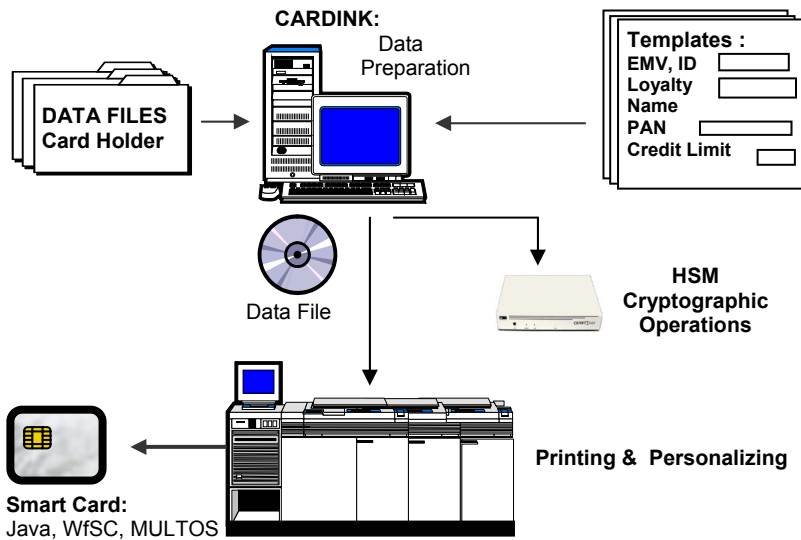 CARDINK:
Data
Preparation
DATA FILES
Card Holder
Templates :
EMV, ID
Loyalty
Name
PAN
Credit Limit
Data File
HSM
Cryptographic
Operations
Printing & Personalizing
Smart Card:
Java, WfSC, MULTOS